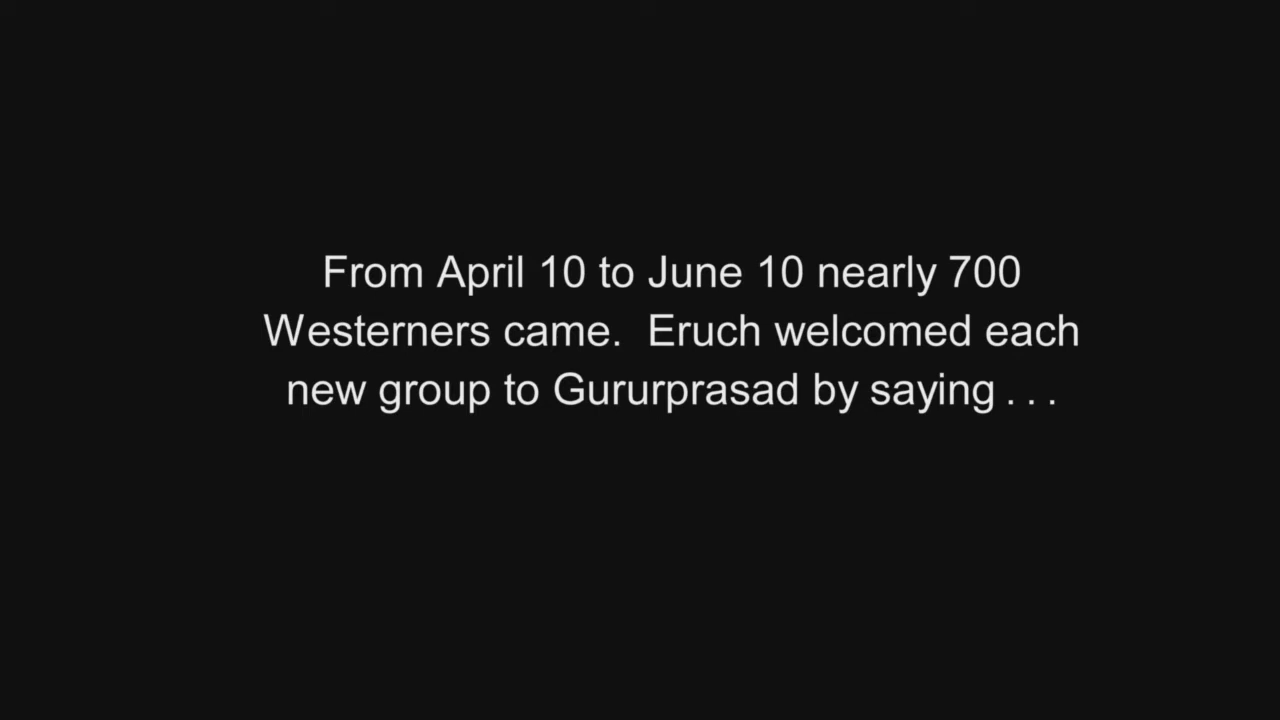 From April 10 to June 10 nearly 700
Westerners came.  Eruch welcomed each
new group to Gururprasad by saying . . .